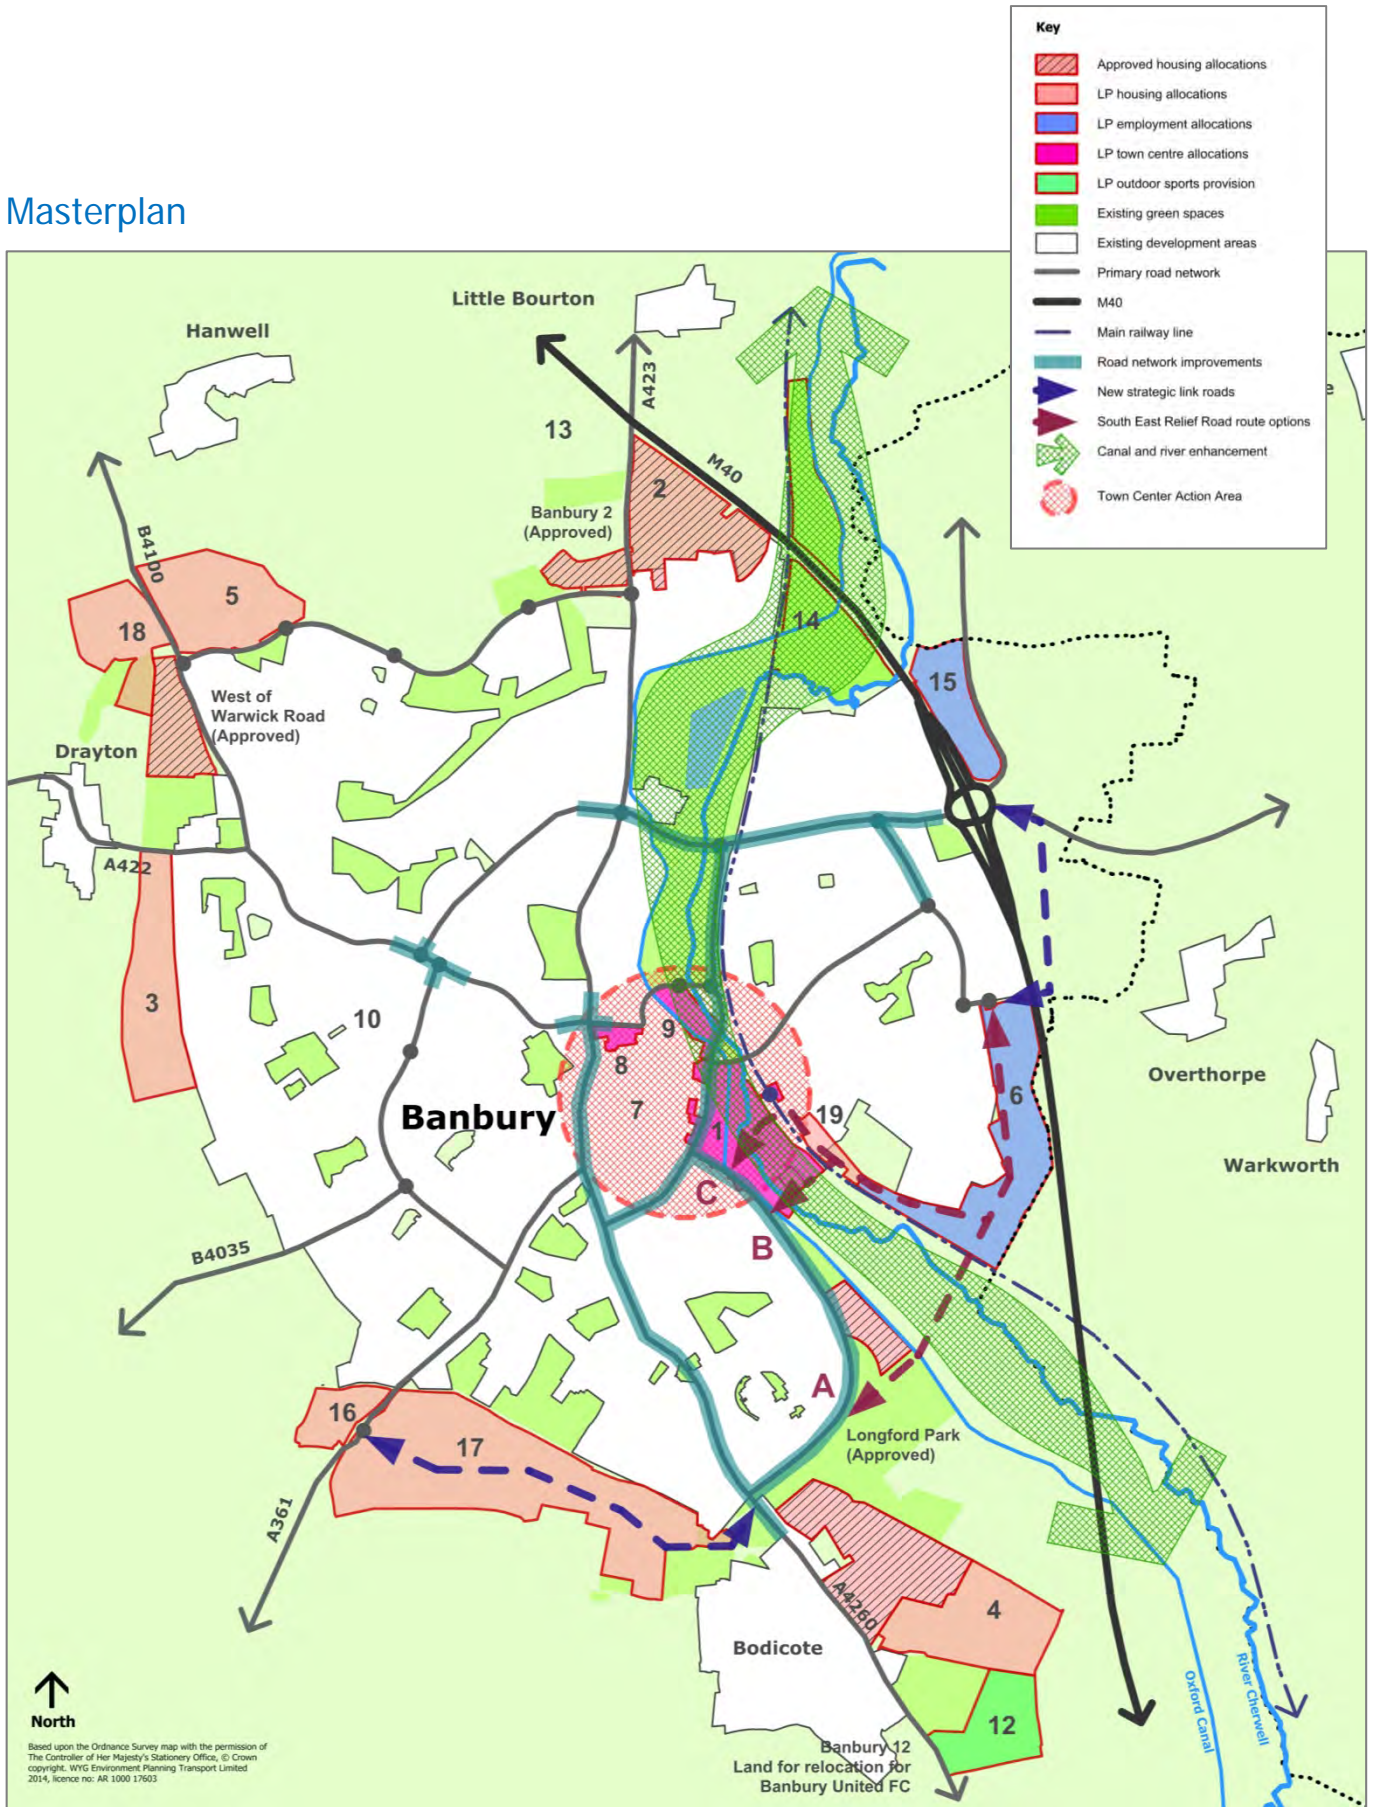 Key
Approved housing allocations
LP housing allocations
LP employment allocations
LP town centre allocations
LP outdoor sports provision
Existing green spaces
Existing development areas
Primary road network
M40
Main railway line
Road network improvements
New strategic link roads
South East Relief Road route options
Canal and river enhancement
Town Center Action Area
Masterplan
Little Bourton
Hanwell
A423
e
13
M40
2
Banbury 2
(Approved)
B4100
5
18
14
15
West of
Warwick Road
(Approved)
Drayton
A422
3
10
9
8
7
Banbury
1
19
6
Overthorpe
Warkworth
C
B
B4035
A
16
17
Longford Park
(Approved)
A361
A4260
4
Bodicote
12
Oxford Canal
River Cherwell
North
Banbury 12
Land for relocation for
Banbury United FC
Based upon the Ordnance Survey map with the permission of
The Controller of Her Majesty's Stationery Office, © Crown
copyright. WYG Environment Planning Transport Limited
2014, licence no: AR 1000 17603